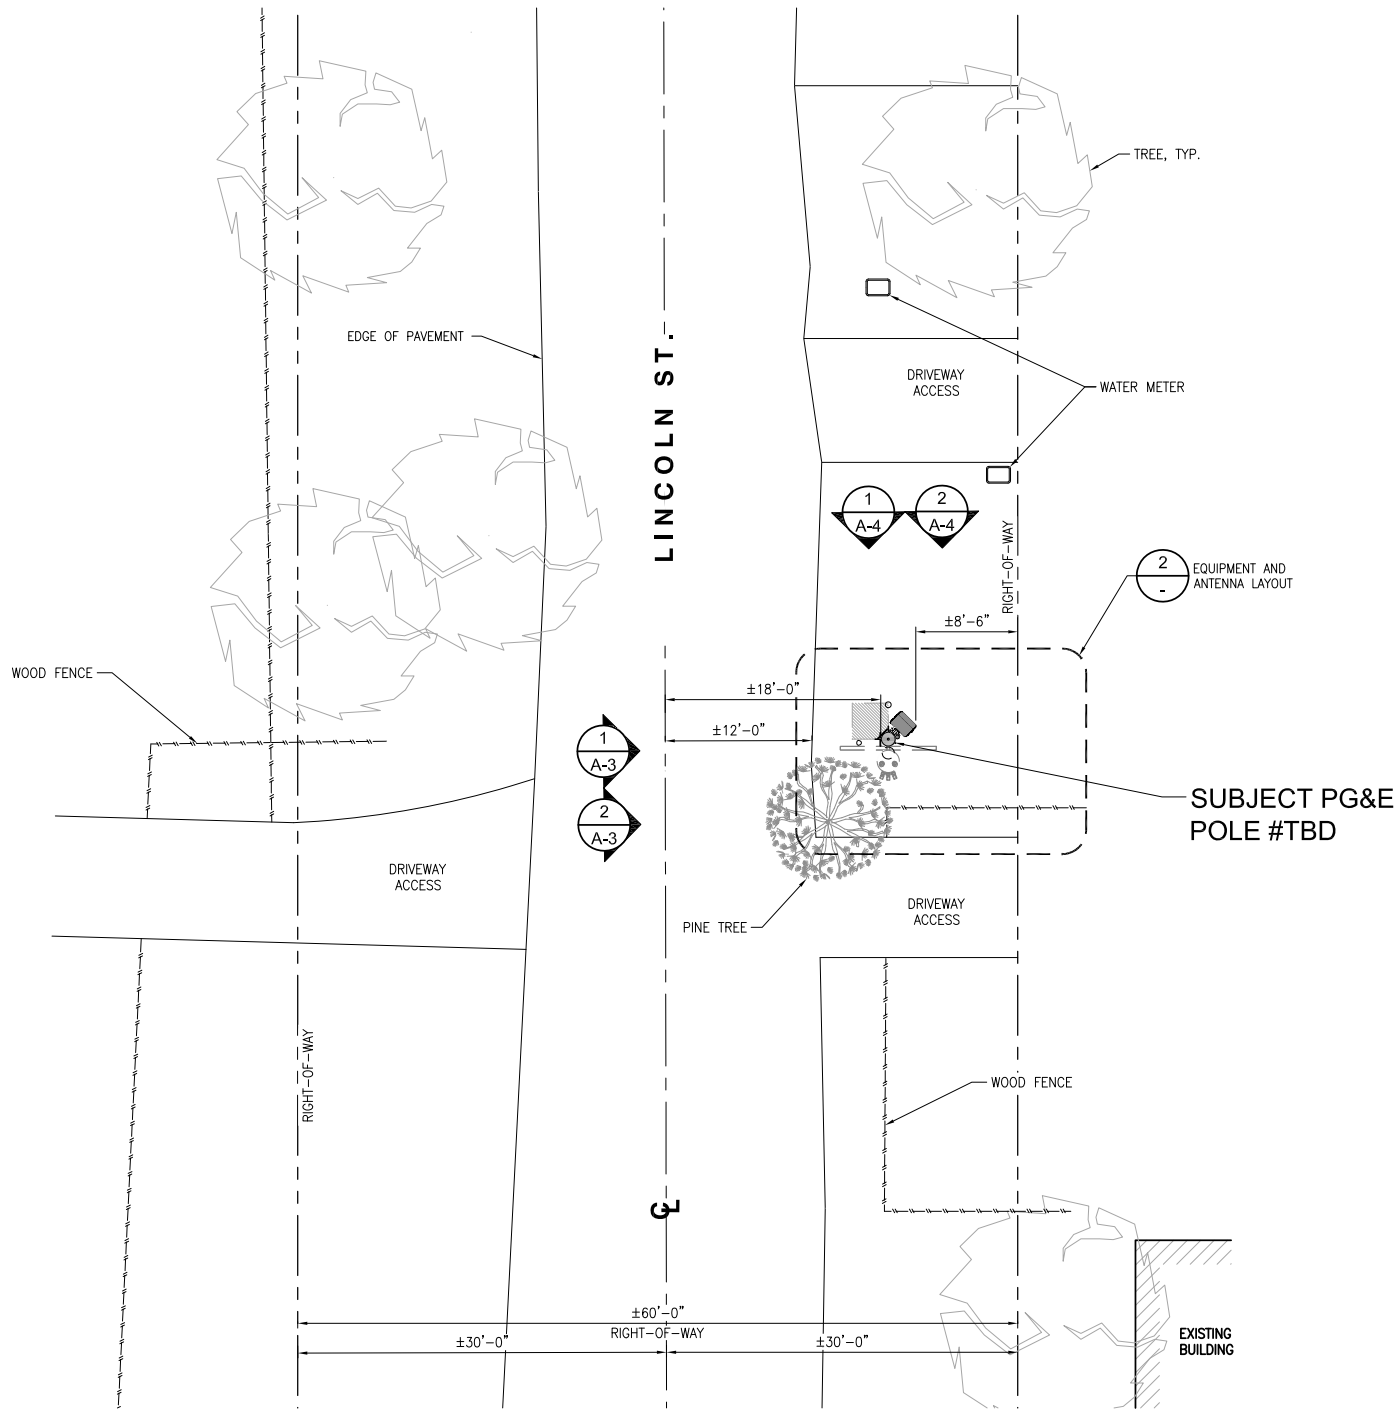 TREE, TYP.
EDGE OF PAVEMENT
LINCOLN ST.
DRIVEWAY
ACCESS
WATER METER
1
A-4
2
A-4
RIGHT-OF-WAY
2
-
EQUIPMENT AND
ANTENNA LAYOUT
±8'-6"
WOOD FENCE
±18'-0"
±12'-0"
1
A-3
2
A-3
SUBJECT PG&E
POLE #TBD
DRIVEWAY
ACCESS
DRIVEWAY
ACCESS
PINE TREE
RIGHT-OF-WAY
WOOD FENCE
CL
±60'-0"
RIGHT-OF-WAY
±30'-0"
±30'-0"
EXISTING
BUILDING